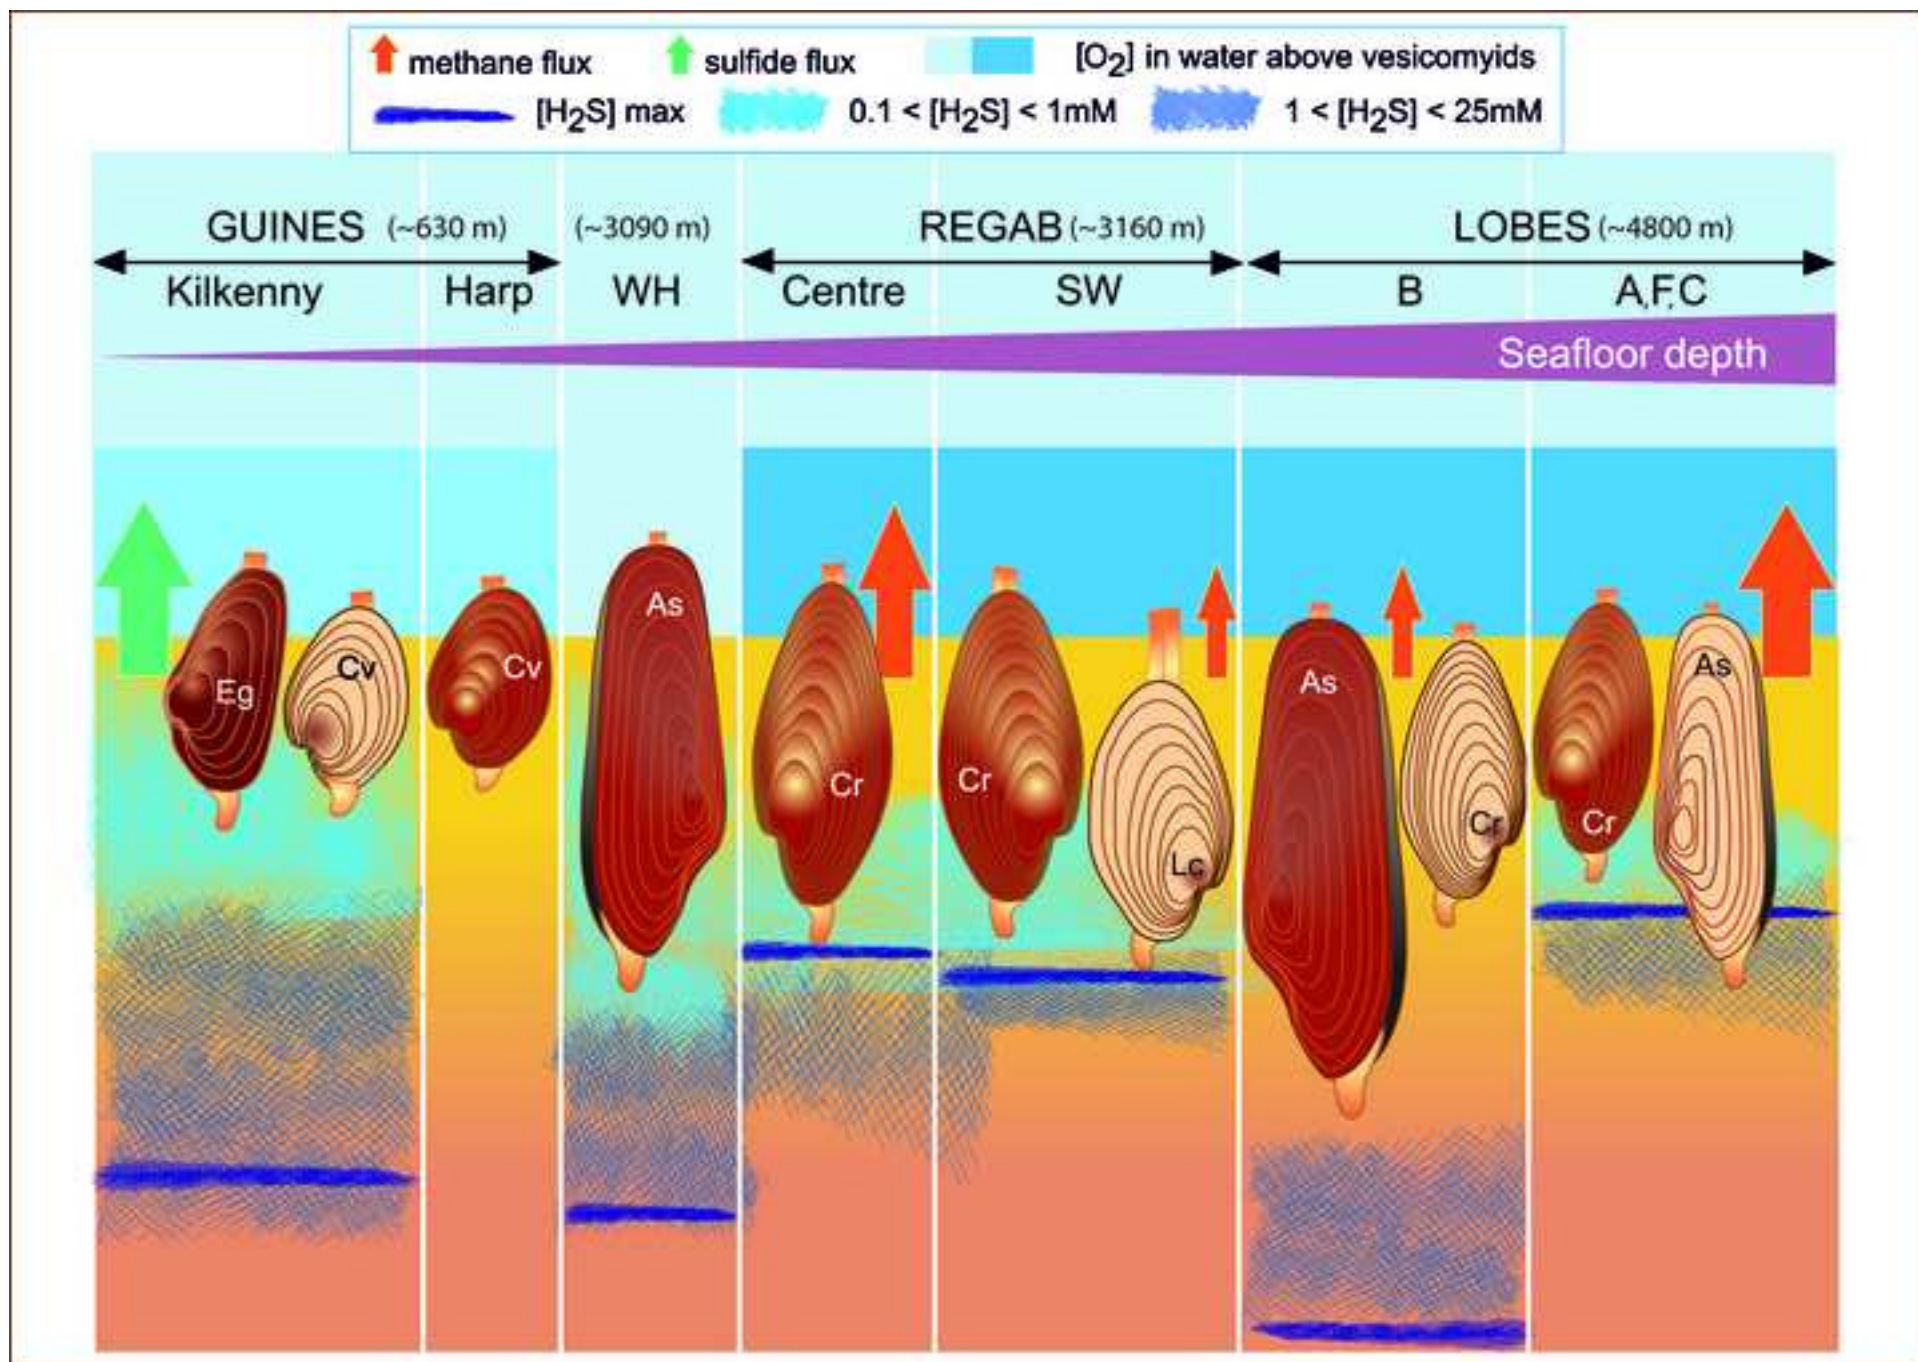 methane flux sulfide flux [O2] in water above vesicomyids
[H2S] max 0.1 < [H2S] < 1mM 1 < [H2S] < 25mM
GUINES (~630 m) (~3090 m) REGAB (~3160 m) LOBES (~4800 m)
Kilkenny Harp WH Centre SW B A,F,C
Seafloor depth
Eg Cv Cv As Cr Cr Lc As Cr Cr As